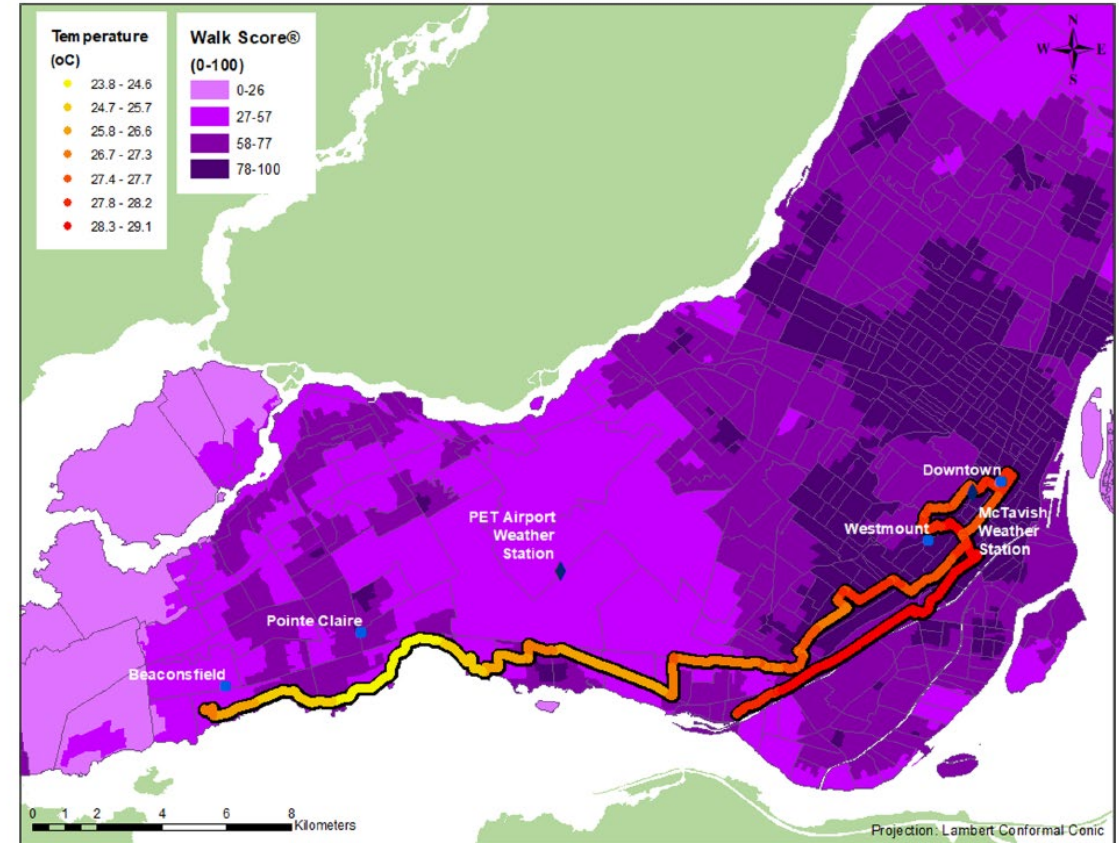 Temperature
(oC)
23.8 - 24.6
24.7 - 25.7
25.8 - 26.6
26.7 - 27.3
27.4 - 27.7
27.8 - 28.2
28.3 - 29.1
Walk Score®
(0-100)
0-26
27-57
58-77
78-100
N
W E
S
Downtown
McTavish
Weather
Station
Westmount
PET Airport
Weather
Station
Pointe Claire
Beaconsfield
0 1 2 4 6 8
Kilometers
Projection: Lambert Conformal Conic